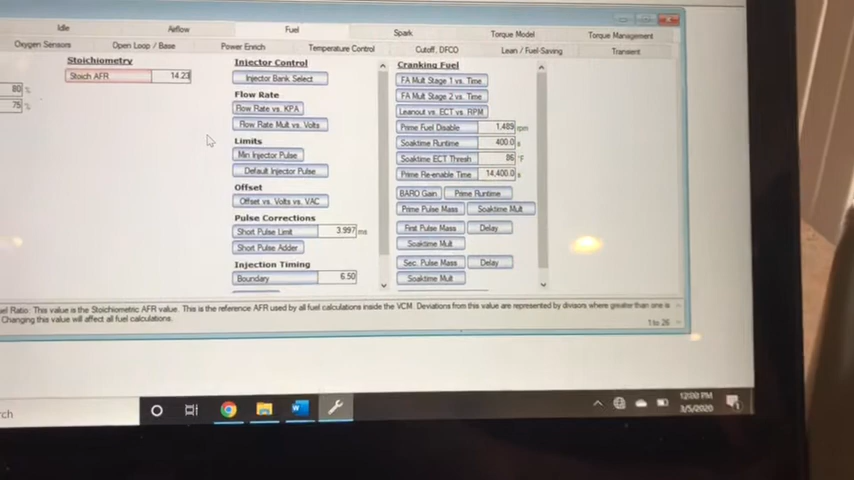 Idle Airflow Fuel Spark Torque Model Torque Management
Oxygen Sensors Open Loop / Base Power Enrich Temperature Control Cutoff, DFCO Lean / Fuel-Saving Transient
Stoichiometry
Stoich AFR 14.23
80 %
75 %
Injector Control
Injector Bank Select
Flow Rate
Flow Rate vs. KPA
Flow Rate Mult vs. Volts
Limits
Min Injector Pulse
Default Injector Pulse
Offset
Offset vs. Volts vs. VAC
Pulse Corrections
Short Pulse Limit 3.997 ms
Short Pulse Adder
Injection Timing
Boundary 6.50
Cranking Fuel
FA Mult Stage 1 vs. Time
FA Mult Stage 2 vs. Time
Leanout vs. ECT vs. RPM
Prime Fuel Disable 1,489 rpm
Soaktime Runtime 400.0 s
Soaktime ECT Thresh 86 °F
Prime Re-enable Time 14,400.0 s
BARO Gain Prime Runtime
Prime Pulse Mass Soaktime Mult
First Pulse Mass Delay
Soaktime Mult
Sec. Pulse Mass Delay
Soaktime Mult
el Ratio: This value is the Stoichiometric AFR value. This is the reference AFR used by all fuel calculations inside the VCM. Deviations from this value are represented by divisors where greater than one is
Changing this value will affect all fuel calculations.
1 to 26
rch
12:00 PM
3/5/2020